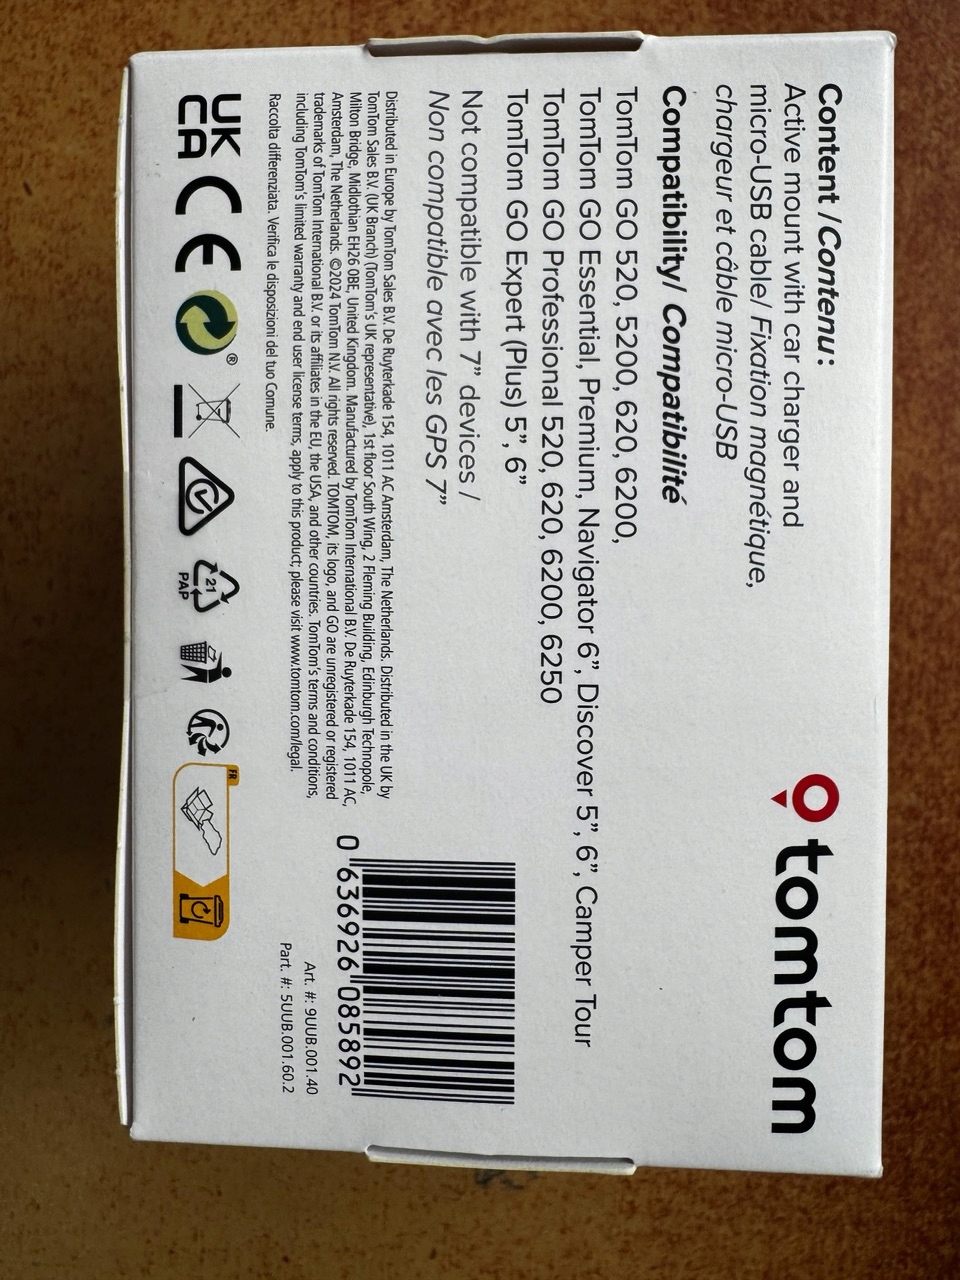 Content / Contenu:
Active mount with car charger and
micro-USB cable/ Fixation magnétique,
chargeur et câble micro-USB
tomtom
Compatibility/ Compatibilité
TomTom GO 520, 5200, 620, 6200,
TomTom GO Essential, Premium, Navigator 6”, Discover 5”, 6”, Camper Tour
TomTom GO Professional 520, 620, 6200, 6250
TomTom GO Expert (Plus) 5”, 6”
Not compatible with 7” devices /
Non compatible avec les GPS 7”
Distributed in Europe by TomTom Sales B.V. De Ruyterkade 154, 1011 AC Amsterdam, The Netherlands. Distributed in the UK by
TomTom Sales B.V. (UK Branch) (TomTom's UK representative), 1st floor South Wing, 2 Fleming Building, Edinburgh Technopole,
Milton Bridge, Midlothian EH26 0BE, United Kingdom. Manufactured by TomTom International B.V. De Ruyterkade 154, 1011 AC,
Amsterdam, The Netherlands. ©2024 TomTom N.V. All rights reserved. TOMTOM, its logo, and GO are unregistered or registered
trademarks of TomTom International B.V. or its affiliates in the EU, the USA, and other countries. TomTom's terms and conditions,
including TomTom's limited warranty and end user license terms, apply to this product; please visit www.tomtom.com/legal.
Raccolta differenziata. Verifica le disposizioni del tuo Comune.
0 636926 085892
Art. #: 9UUB.001.40
Part. #: 5UUB.001.60.2
UK
CA
CE
®
21
PAP
FR